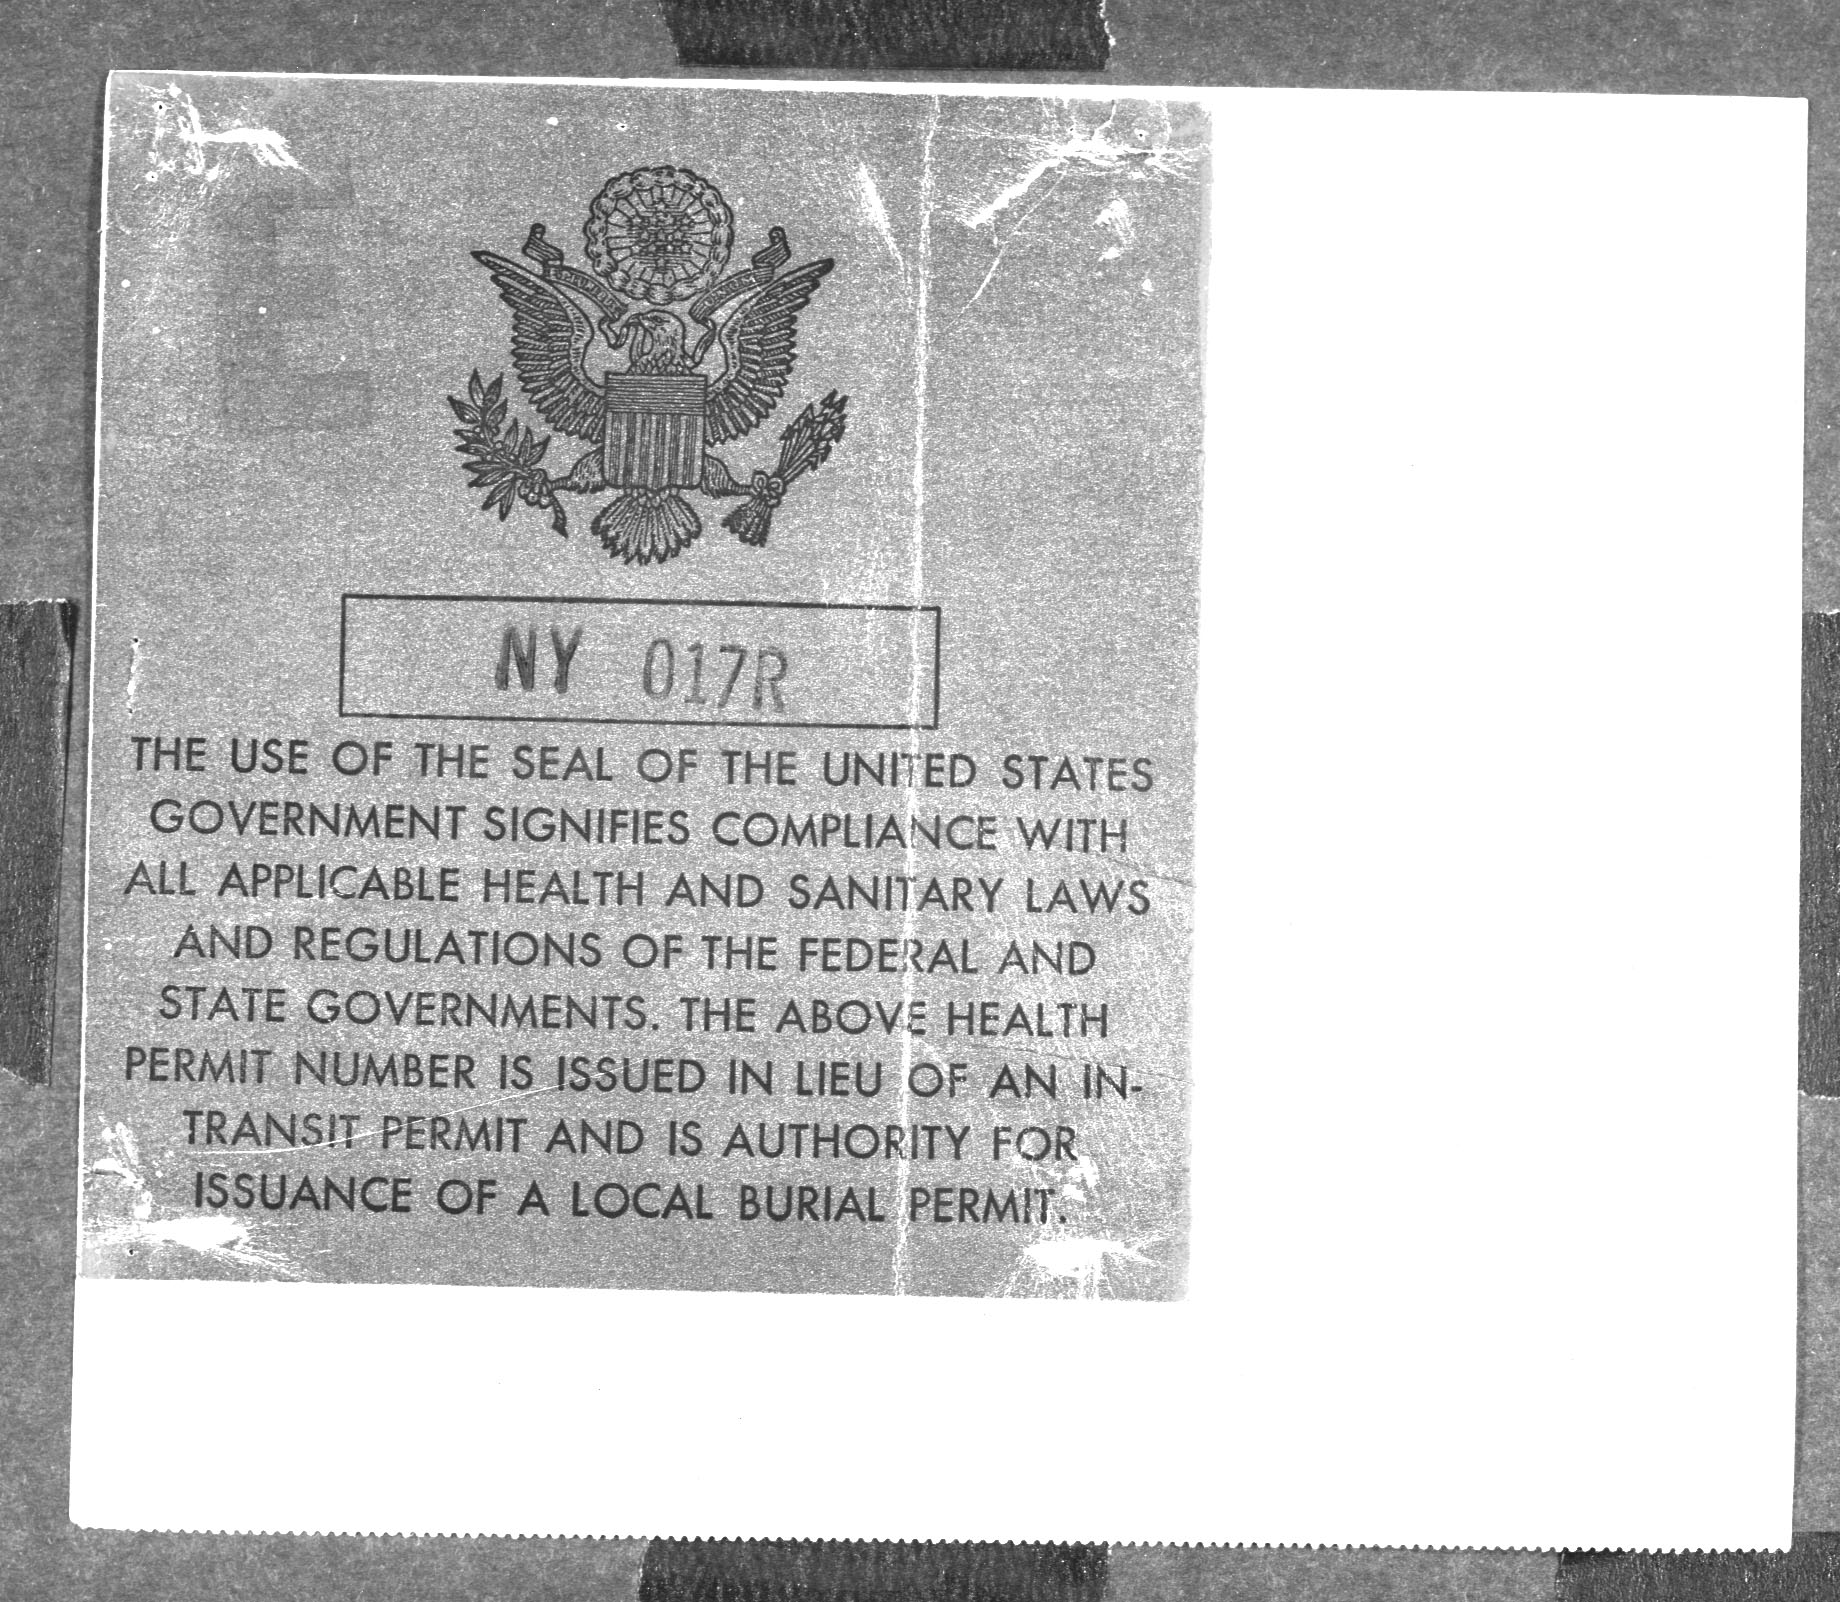 NY 017R
THE USE OF THE SEAL OF THE UNITED STATES
GOVERNMENT SIGNIFIES COMPLIANCE WITH
ALL APPLICABLE HEALTH AND SANITARY LAWS
AND REGULATIONS OF THE FEDERAL AND
STATE GOVERNMENTS. THE ABOVE HEALTH
PERMIT NUMBER IS ISSUED IN LIEU OF AN IN-
TRANSIT PERMIT AND IS AUTHORITY FOR
ISSUANCE OF A LOCAL BURIAL PERMIT.